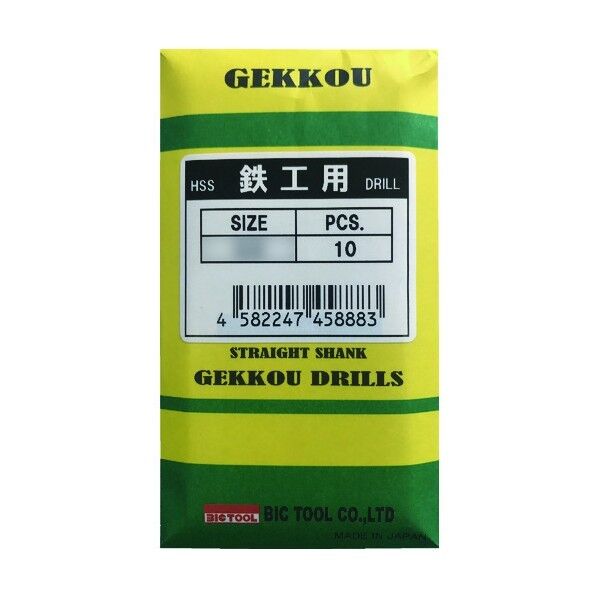 GEKKOU
HSS 鉄工用 DRILL
SIZE PCS.
10
4 582247 458883
STRAIGHT SHANK
GEKKOU DRILLS
BIC TOOL BIC TOOL CO.,LTD
MADE IN JAPAN